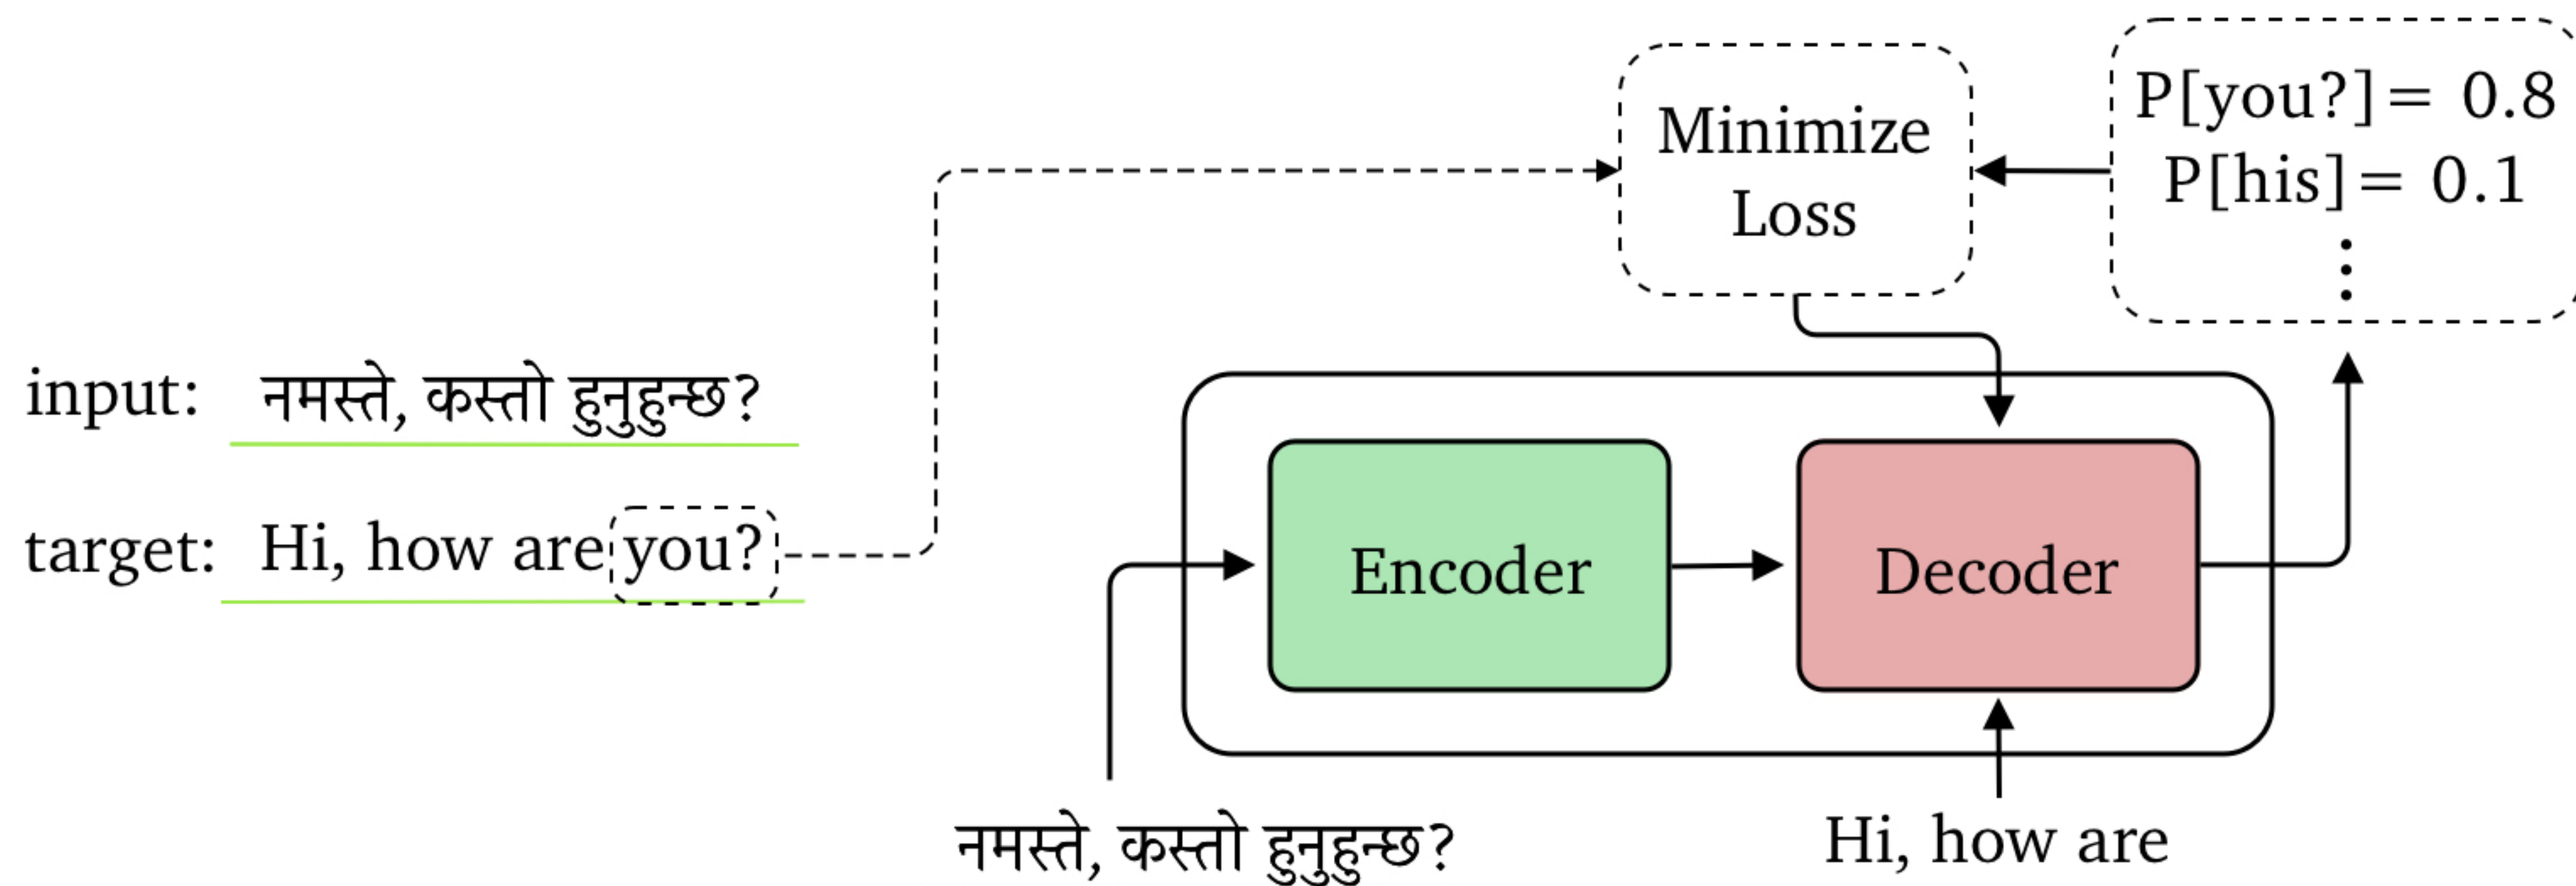 input: नमस्ते, कस्तो हुनुहुन्छ?
target: Hi, how are you?
Minimize
Loss
P[you?]= 0.8
P[his]= 0.1
Encoder
Decoder
नमस्ते, कस्तो हुनुहुन्छ?
Hi, how are